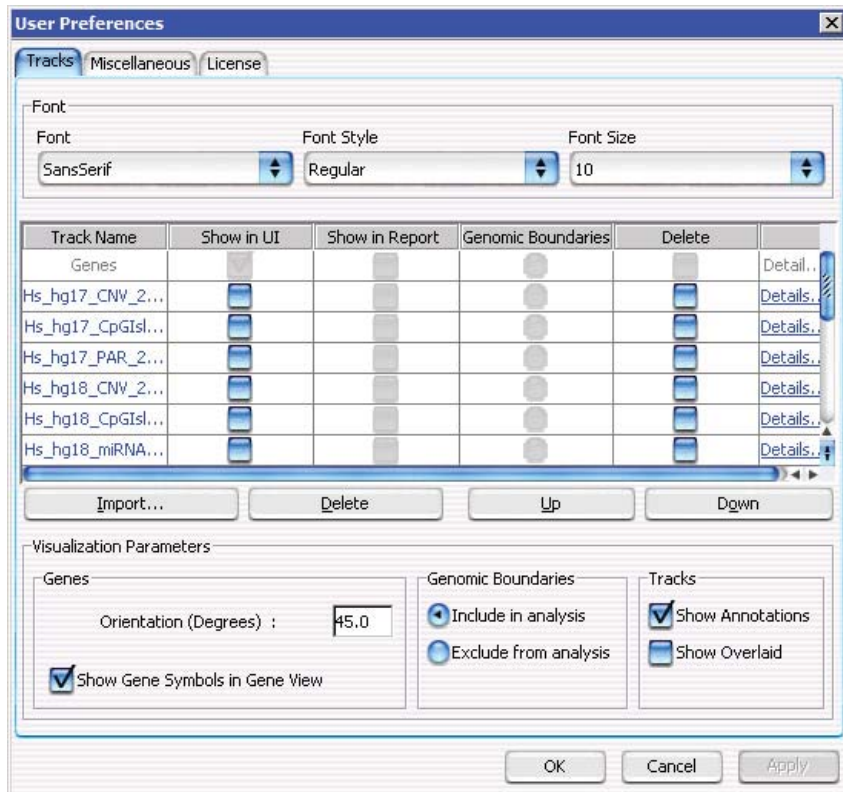 User Preferences
Tracks Miscellaneous License
Font
Font Font Style Font Size
SansSerif Regular 10
Track Name Show in UI Show in Report Genomic Boundaries Delete
Genes Detail..
Hs_hg17_CNV_2... Details..
Hs_hg17_CpGIsl... Details..
Hs_hg17_PAR_2... Details..
Hs_hg18_CNV_2... Details..
Hs_hg18_CpGIsl... Details..
Hs_hg18_miRNA... Details..
Import... Delete Up Down
Visualization Parameters
Genes Genomic Boundaries Tracks
Orientation (Degrees) : 45.0 Include in analysis Show Annotations
Exclude from analysis Show Overlaid
Show Gene Symbols in Gene View
OK Cancel Apply